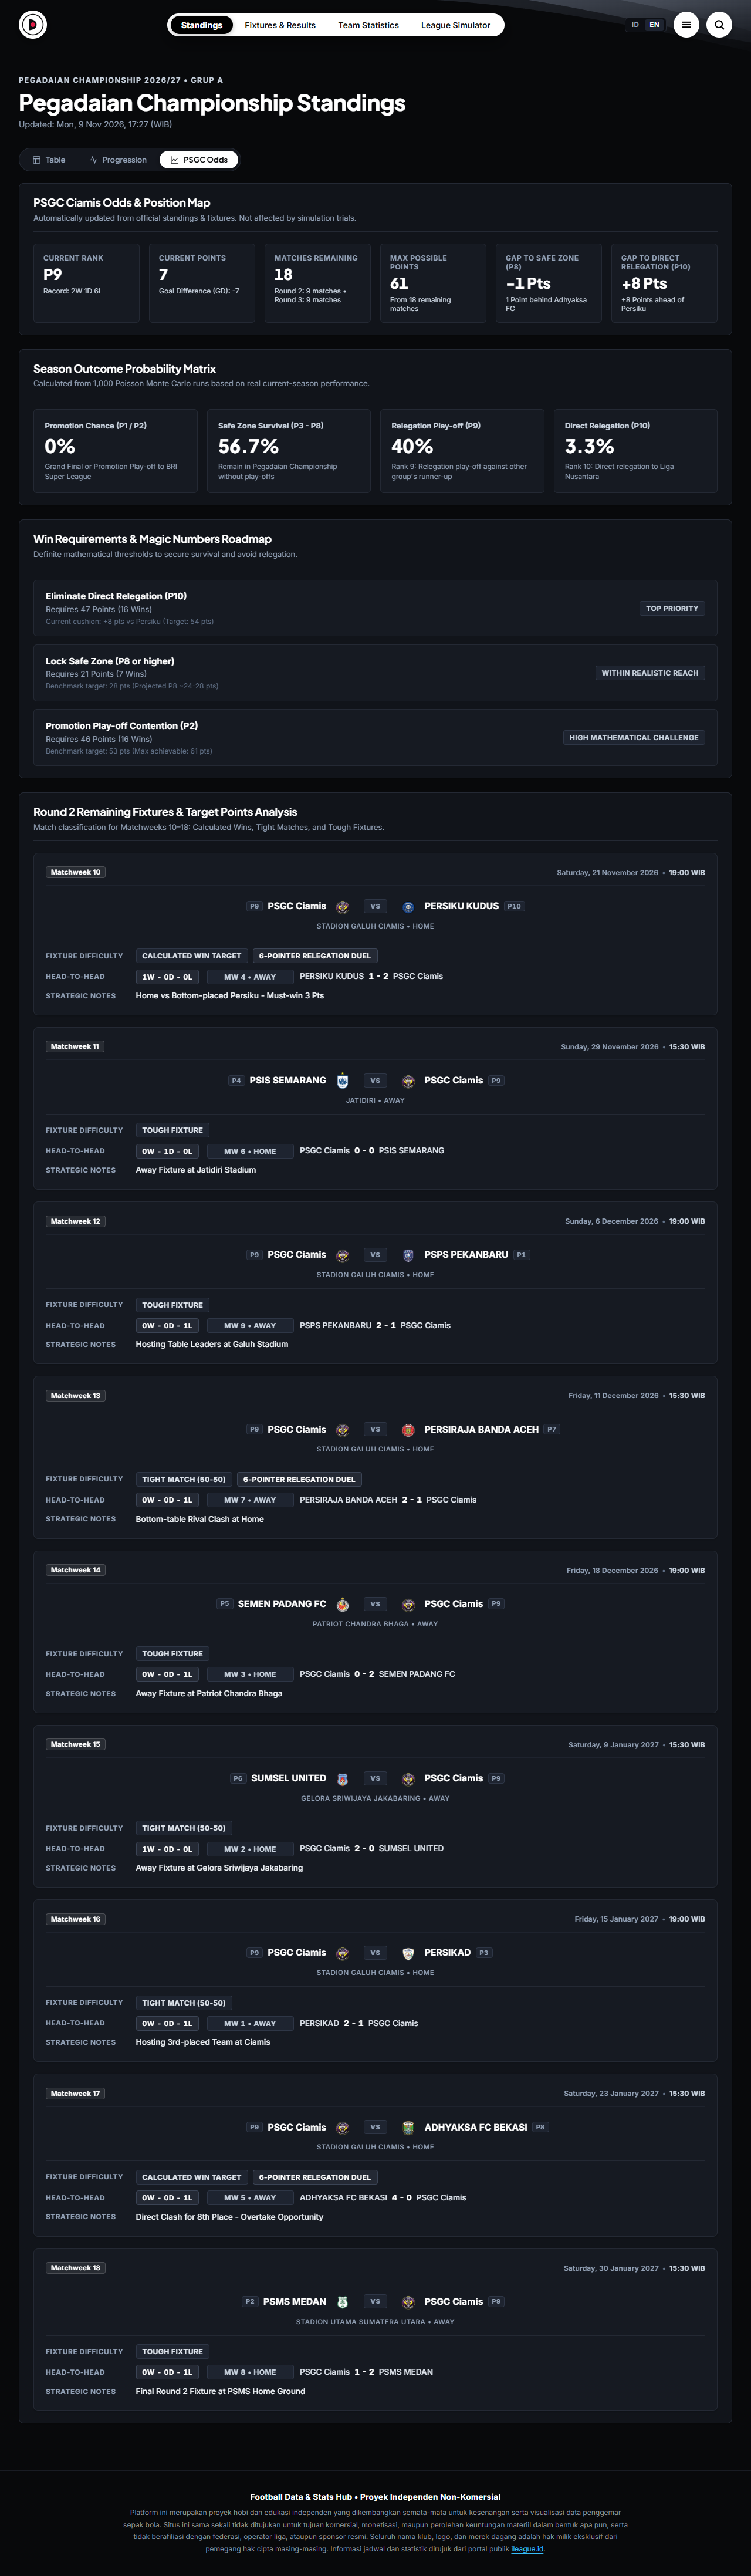 Standings
Fixtures & Results
Team Statistics
League Simulator
ID
EN
PEGADAIAN CHAMPIONSHIP 2026/27 • GRUP A
Pegadaian Championship Standings
Updated: Mon, 9 Nov 2026, 17:27 (WIB)
Table
Progression
PSGC Odds
PSGC Ciamis Odds & Position Map
Automatically updated from official standings & fixtures. Not affected by simulation trials.
CURRENT RANK
P9
Record: 2W 1D 6L
CURRENT POINTS
7
Goal Difference (GD): -7
MATCHES REMAINING
18
Round 2: 9 matches •
Round 3: 9 matches
MAX POSSIBLE
POINTS
61
From 18 remaining
matches
GAP TO SAFE ZONE
(P8)
-1 Pts
1 Point behind Adhyaksa
FC
GAP TO DIRECT
RELEGATION (P10)
+8 Pts
+8 Points ahead of
Persiku
Season Outcome Probability Matrix
Calculated from 1,000 Poisson Monte Carlo runs based on real current-season performance.
Promotion Chance (P1 / P2)
0%
Grand Final or Promotion Play-off to BRI
Super League
Safe Zone Survival (P3 - P8)
56.7%
Remain in Pegadaian Championship
without play-offs
Relegation Play-off (P9)
40%
Rank 9: Relegation play-off against other
group's runner-up
Direct Relegation (P10)
3.3%
Rank 10: Direct relegation to Liga
Nusantara
Win Requirements & Magic Numbers Roadmap
Definite mathematical thresholds to secure survival and avoid relegation.
Eliminate Direct Relegation (P10)
Requires 47 Points (16 Wins)
Current cushion: +8 pts vs Persiku (Target: 54 pts)
TOP PRIORITY
Lock Safe Zone (P8 or higher)
Requires 21 Points (7 Wins)
Benchmark target: 28 pts (Projected P8 ~24-28 pts)
WITHIN REALISTIC REACH
Promotion Play-off Contention (P2)
Requires 46 Points (16 Wins)
Benchmark target: 53 pts (Max achievable: 61 pts)
HIGH MATHEMATICAL CHALLENGE
Round 2 Remaining Fixtures & Target Points Analysis
Match classification for Matchweeks 10–18: Calculated Wins, Tight Matches, and Tough Fixtures.
Matchweek 10
Saturday, 21 November 2026 • 19:00 WIB
P9 PSGC Ciamis VS PERSIKU KUDUS P10
STADION GALUH CIAMIS • HOME
FIXTURE DIFFICULTY CALCULATED WIN TARGET 6-POINTER RELEGATION DUEL
HEAD-TO-HEAD 1W - 0D - 0L MW 4 • AWAY PERSIKU KUDUS 1 - 2 PSGC Ciamis
STRATEGIC NOTES Home vs Bottom-placed Persiku - Must-win 3 Pts
Matchweek 11
Sunday, 29 November 2026 • 15:30 WIB
P4 PSIS SEMARANG VS PSGC Ciamis P9
JATIDIRI • AWAY
FIXTURE DIFFICULTY TOUGH FIXTURE
HEAD-TO-HEAD 0W - 1D - 0L MW 6 • HOME PSGC Ciamis 0 - 0 PSIS SEMARANG
STRATEGIC NOTES Away Fixture at Jatidiri Stadium
Matchweek 12
Sunday, 6 December 2026 • 19:00 WIB
P9 PSGC Ciamis VS PSPS PEKANBARU P1
STADION GALUH CIAMIS • HOME
FIXTURE DIFFICULTY TOUGH FIXTURE
HEAD-TO-HEAD 0W - 0D - 1L MW 9 • AWAY PSPS PEKANBARU 2 - 1 PSGC Ciamis
STRATEGIC NOTES Hosting Table Leaders at Galuh Stadium
Matchweek 13
Friday, 11 December 2026 • 15:30 WIB
P9 PSGC Ciamis VS PERSIRAJA BANDA ACEH P7
STADION GALUH CIAMIS • HOME
FIXTURE DIFFICULTY TIGHT MATCH (50-50) 6-POINTER RELEGATION DUEL
HEAD-TO-HEAD 0W - 0D - 1L MW 7 • AWAY PERSIRAJA BANDA ACEH 2 - 1 PSGC Ciamis
STRATEGIC NOTES Bottom-table Rival Clash at Home
Matchweek 14
Friday, 18 December 2026 • 19:00 WIB
P5 SEMEN PADANG FC VS PSGC Ciamis P9
PATRIOT CHANDRA BHAGA • AWAY
FIXTURE DIFFICULTY TOUGH FIXTURE
HEAD-TO-HEAD 0W - 0D - 1L MW 3 • HOME PSGC Ciamis 0 - 2 SEMEN PADANG FC
STRATEGIC NOTES Away Fixture at Patriot Chandra Bhaga
Matchweek 15
Saturday, 9 January 2027 • 15:30 WIB
P6 SUMSEL UNITED VS PSGC Ciamis P9
GELORA SRIWIJAYA JAKABARING • AWAY
FIXTURE DIFFICULTY TIGHT MATCH (50-50)
HEAD-TO-HEAD 1W - 0D - 0L MW 2 • HOME PSGC Ciamis 2 - 0 SUMSEL UNITED
STRATEGIC NOTES Away Fixture at Gelora Sriwijaya Jakabaring
Matchweek 16
Friday, 15 January 2027 • 19:00 WIB
P9 PSGC Ciamis VS PERSIKAD P3
STADION GALUH CIAMIS • HOME
FIXTURE DIFFICULTY TIGHT MATCH (50-50)
HEAD-TO-HEAD 0W - 0D - 1L MW 1 • AWAY PERSIKAD 2 - 1 PSGC Ciamis
STRATEGIC NOTES Hosting 3rd-placed Team at Ciamis
Matchweek 17
Saturday, 23 January 2027 • 15:30 WIB
P9 PSGC Ciamis VS ADHYAKSA FC BEKASI P8
STADION GALUH CIAMIS • HOME
FIXTURE DIFFICULTY CALCULATED WIN TARGET 6-POINTER RELEGATION DUEL
HEAD-TO-HEAD 0W - 0D - 1L MW 5 • AWAY ADHYAKSA FC BEKASI 4 - 0 PSGC Ciamis
STRATEGIC NOTES Direct Clash for 8th Place - Overtake Opportunity
Matchweek 18
Saturday, 30 January 2027 • 15:30 WIB
P2 PSMS MEDAN VS PSGC Ciamis P9
STADION UTAMA SUMATERA UTARA • AWAY
FIXTURE DIFFICULTY TOUGH FIXTURE
HEAD-TO-HEAD 0W - 0D - 1L MW 8 • HOME PSGC Ciamis 1 - 2 PSMS MEDAN
STRATEGIC NOTES Final Round 2 Fixture at PSMS Home Ground
Football Data & Stats Hub • Proyek Independen Non-Komersial
Platform ini merupakan proyek hobi dan edukasi independen yang dikembangkan semata-mata untuk kesenangan serta visualisasi data penggemar
sepak bola. Situs ini sama sekali tidak ditujukan untuk tujuan komersial, monetisasi, maupun perolehan keuntungan materiil dalam bentuk apa pun, serta
tidak berafiliasi dengan federasi, operator liga, ataupun sponsor resmi. Seluruh nama klub, logo, dan merek dagang adalah hak milik eksklusif dari
pemegang hak cipta masing-masing. Informasi jadwal dan statistik dirujuk dari portal publik ileague.id.